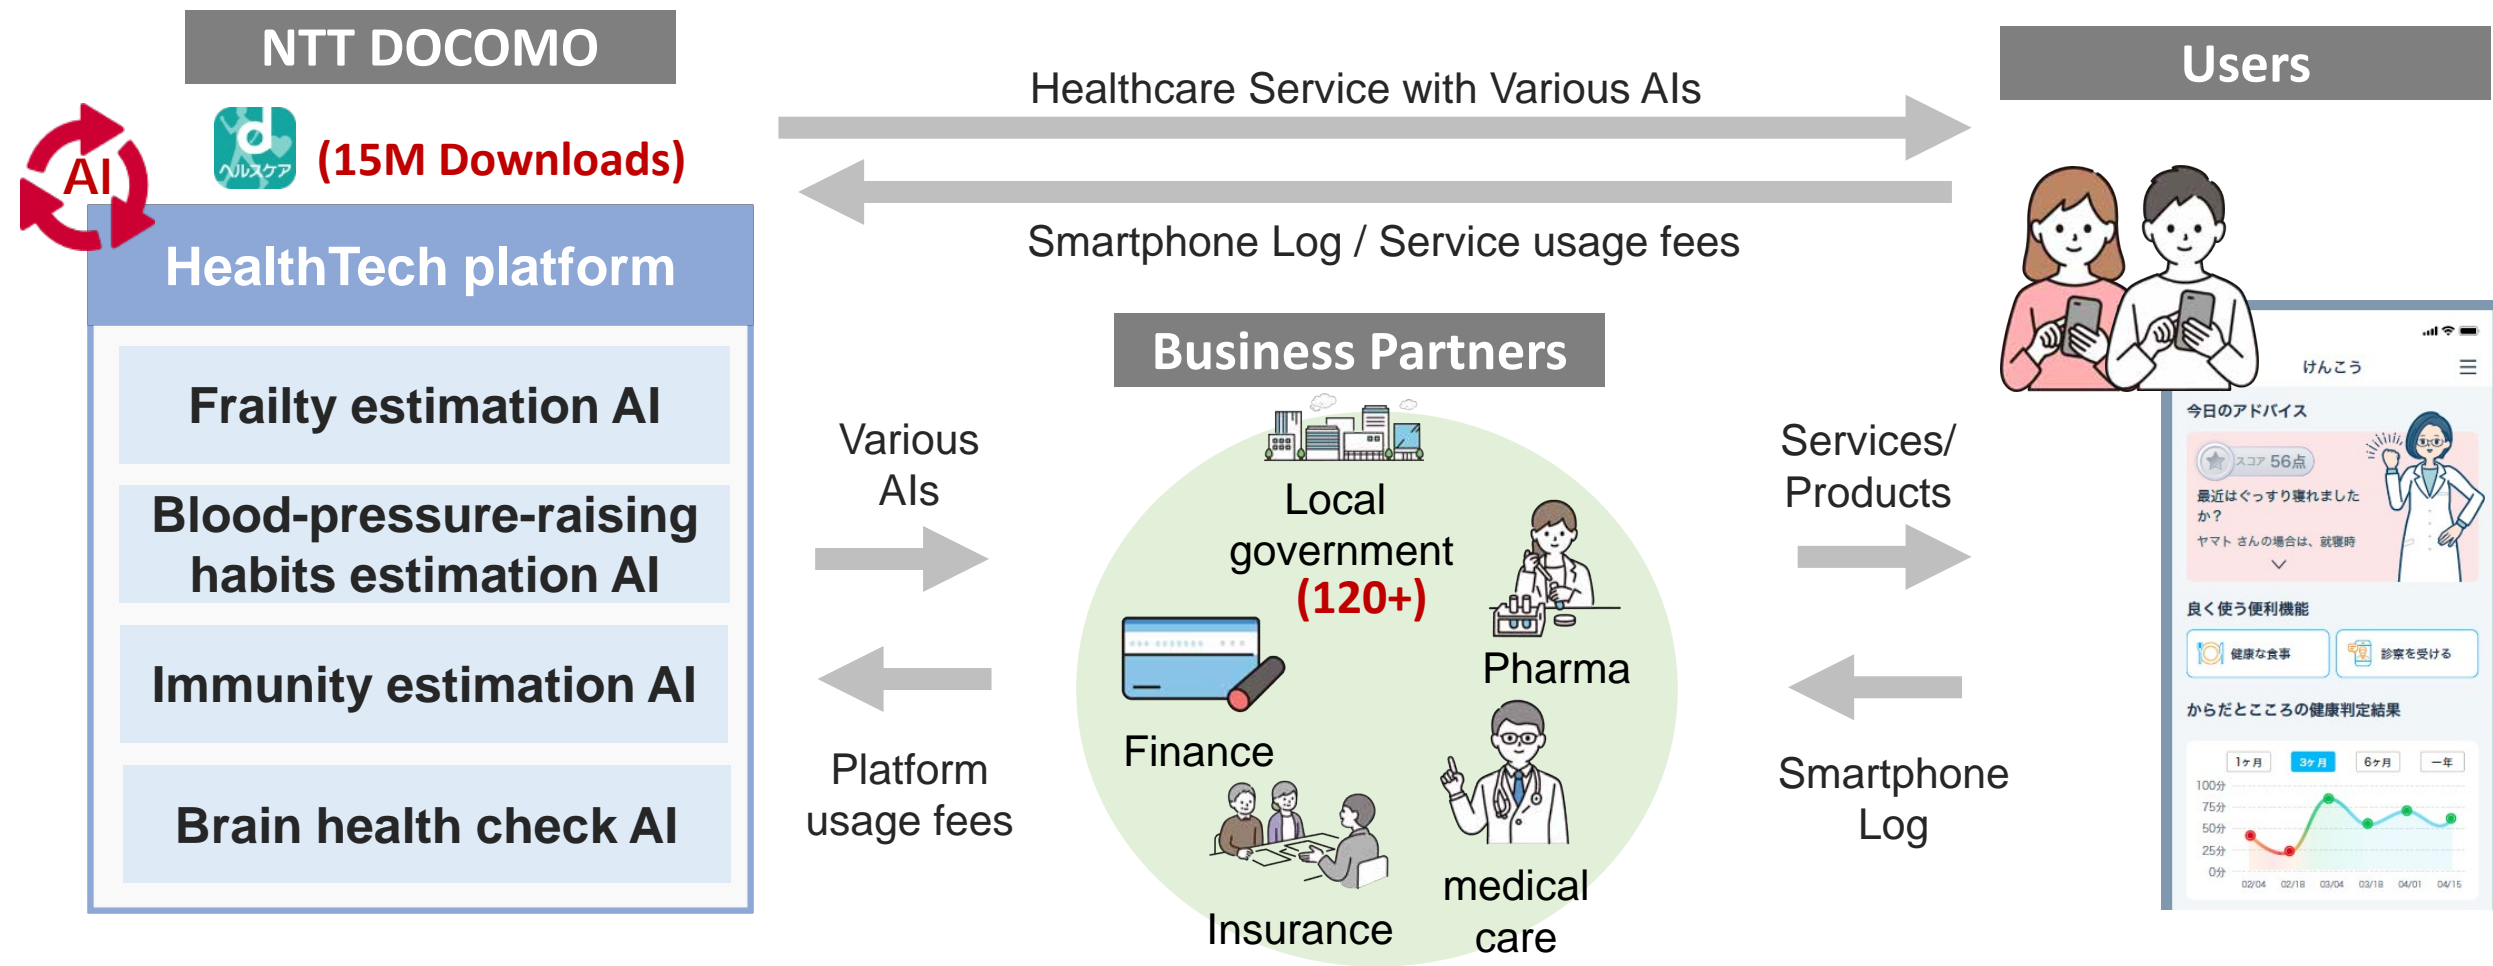 NTT DOCOMO
AI
d
ヘルスケア
(15M Downloads)
HealthTech platform
Frailty estimation AI
Blood-pressure-raising
habits estimation AI
Immunity estimation AI
Brain health check AI
Healthcare Service with Various AIs
Smartphone Log / Service usage fees
Various
AIs
Platform
usage fees
Business Partners
Local
government
(120+)
Pharma
Finance
Insurance
medical
care
Services/
Products
Smartphone
Log
Users
けんこう
今日のアドバイス
スコア 56点
最近はぐっすり寝れました
か？
ヤマト さんの場合は、就寝時
良く使う便利機能
健康な食事
診察を受ける
からだとこころの健康判定結果
1ヶ月
3ヶ月
6ヶ月
一年
100分
75分
50分
25分
0分
02/04 02/18 03/04 03/18 04/01 04/15